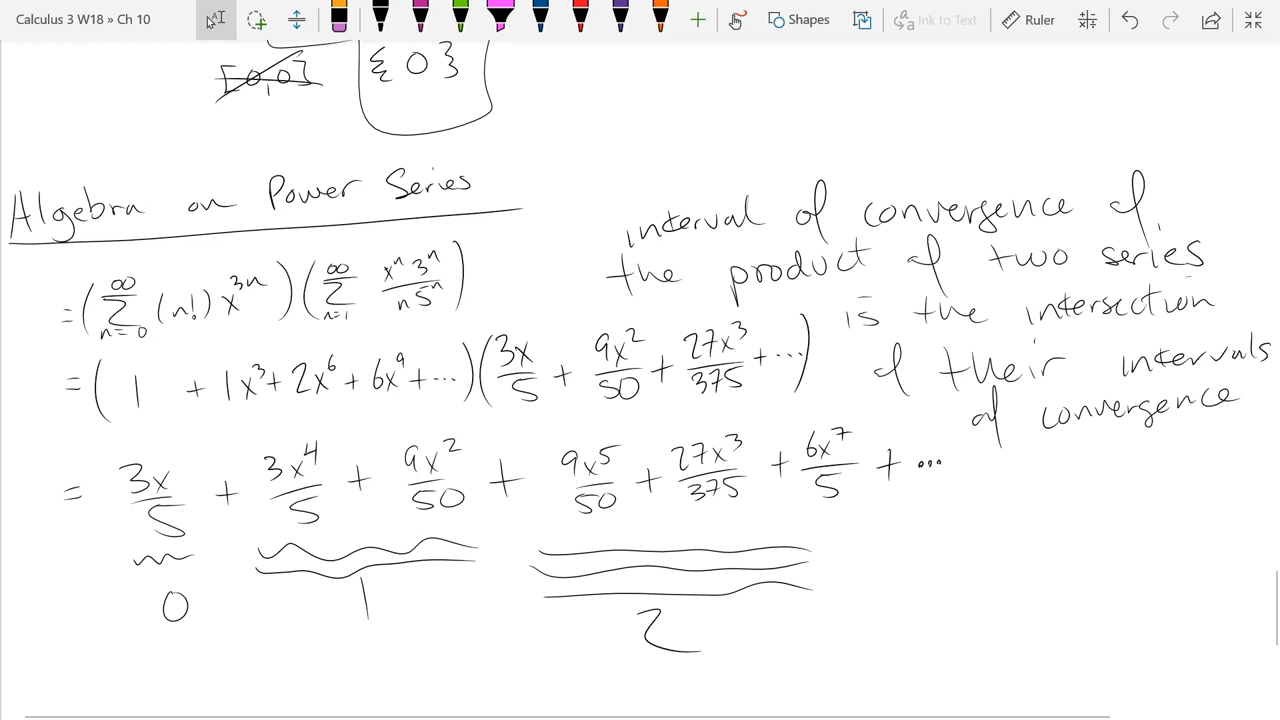 Calculus 3 W18 » Ch 10
Shapes
Ink to Text
Ruler
[0,0]
{0}
Algebra on Power Series
= (∑_{n=0}^{∞} (n!) x^{3n}) (∑_{n=1}^{∞} x^n 3^n / n 5^n)
= (1 + 1x^3 + 2x^6 + 6x^9 + ...) (3x/5 + 9x^2/50 + 27x^3/375 + ...)
= 3x/5 + 3x^4/5 + 9x^2/50 + 9x^5/50 + 27x^3/375 + 6x^7/5 + ...
0 1 2
interval of convergence of
the product of two series
is the intersection
of their intervals
of convergence